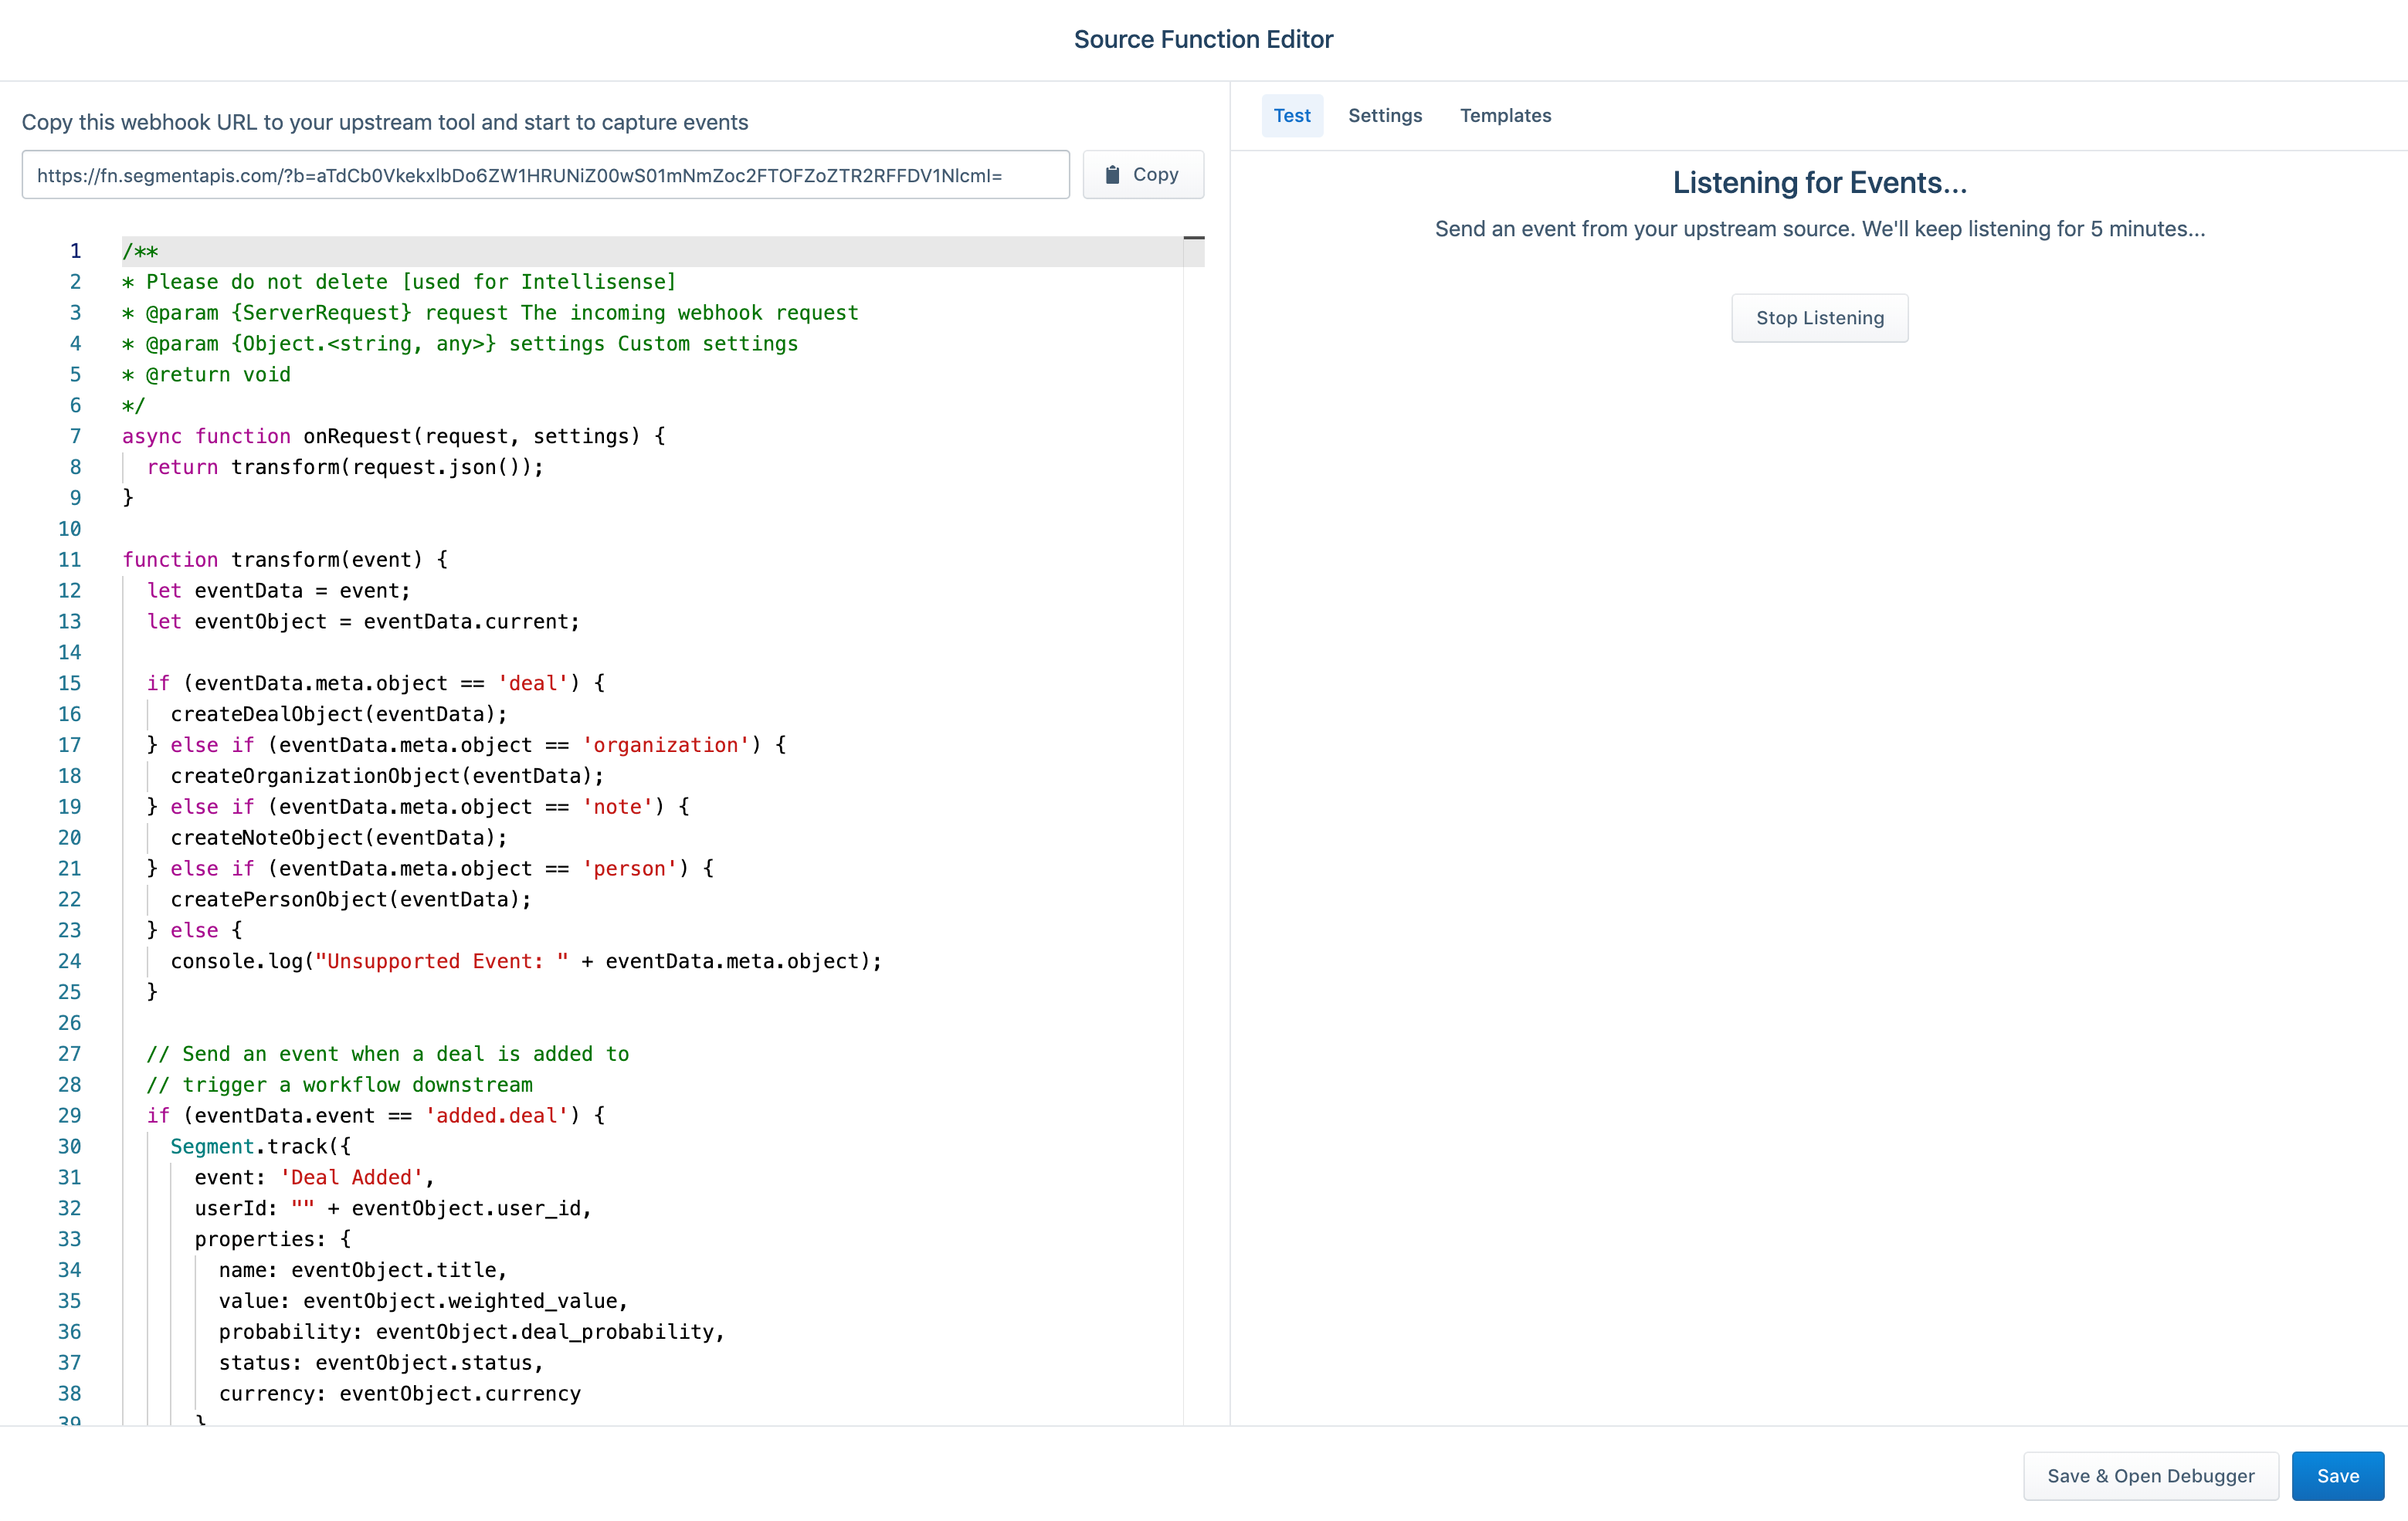 Source Function Editor
Copy this webhook URL to your upstream tool and start to capture events
https://fn.segmentapis.com/?b=aTdCb0VkekxlbDo6ZW1HRUNiZ00wS01mNmZoc2FTOFZoZTR2RFFDV1NlcmI=
Copy
1 /**
2 * Please do not delete [used for Intellisense]
3 * @param {ServerRequest} request The incoming webhook request
4 * @param {Object.<string, any>} settings Custom settings
5 * @return void
6 */
7 async function onRequest(request, settings) {
8 return transform(request.json());
9 }
10
11 function transform(event) {
12 let eventData = event;
13 let eventObject = eventData.current;
14
15 if (eventData.meta.object == 'deal') {
16 createDealObject(eventData);
17 } else if (eventData.meta.object == 'organization') {
18 createOrganizationObject(eventData);
19 } else if (eventData.meta.object == 'note') {
20 createNoteObject(eventData);
21 } else if (eventData.meta.object == 'person') {
22 createPersonObject(eventData);
23 } else {
24 console.log("Unsupported Event: " + eventData.meta.object);
25 }
26
27 // Send an event when a deal is added to
28 // trigger a workflow downstream
29 if (eventData.event == 'added.deal') {
30 Segment.track({
31 event: 'Deal Added',
32 userId: "" + eventObject.user_id,
33 properties: {
34 name: eventObject.title,
35 value: eventObject.weighted_value,
36 probability: eventObject.deal_probability,
37 status: eventObject.status,
38 currency: eventObject.currency
39 }
Test Settings Templates
Listening for Events...
Send an event from your upstream source. We'll keep listening for 5 minutes...
Stop Listening
Save & Open Debugger
Save